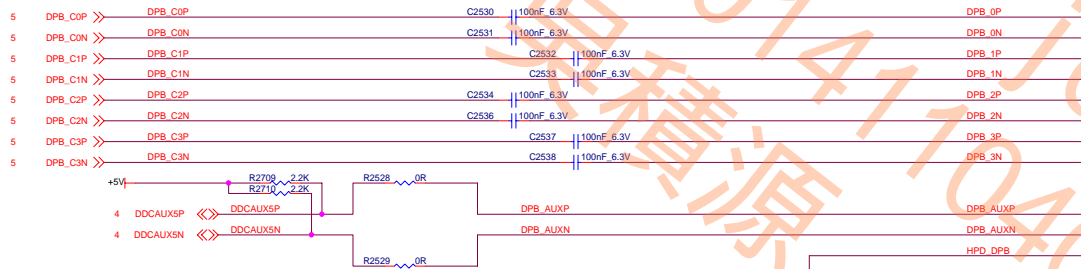 5 DPB_C0P DPB_C0P C2530 100nF_6.3V DPB_0P
5 DPB_C0N DPB_C0N C2531 100nF_6.3V DPB_0N
5 DPB_C1P DPB_C1P C2532 100nF_6.3V DPB_1P
5 DPB_C1N DPB_C1N C2533 100nF_6.3V DPB_1N
5 DPB_C2P DPB_C2P C2534 100nF_6.3V DPB_2P
5 DPB_C2N DPB_C2N C2536 100nF_6.3V DPB_2N
5 DPB_C3P DPB_C3P C2537 100nF_6.3V DPB_3P
5 DPB_C3N DPB_C3N C2538 100nF_6.3V DPB_3N
+5V R2709 2.2K R2528 0R
R2710 2.2K
4 DDCAUX5P DDCAUX5P DPB_AUXP DPB_AUXP
4 DDCAUX5N DDCAUX5N DPB_AUXN DPB_AUXN
R2529 0R HPD_DPB
積源